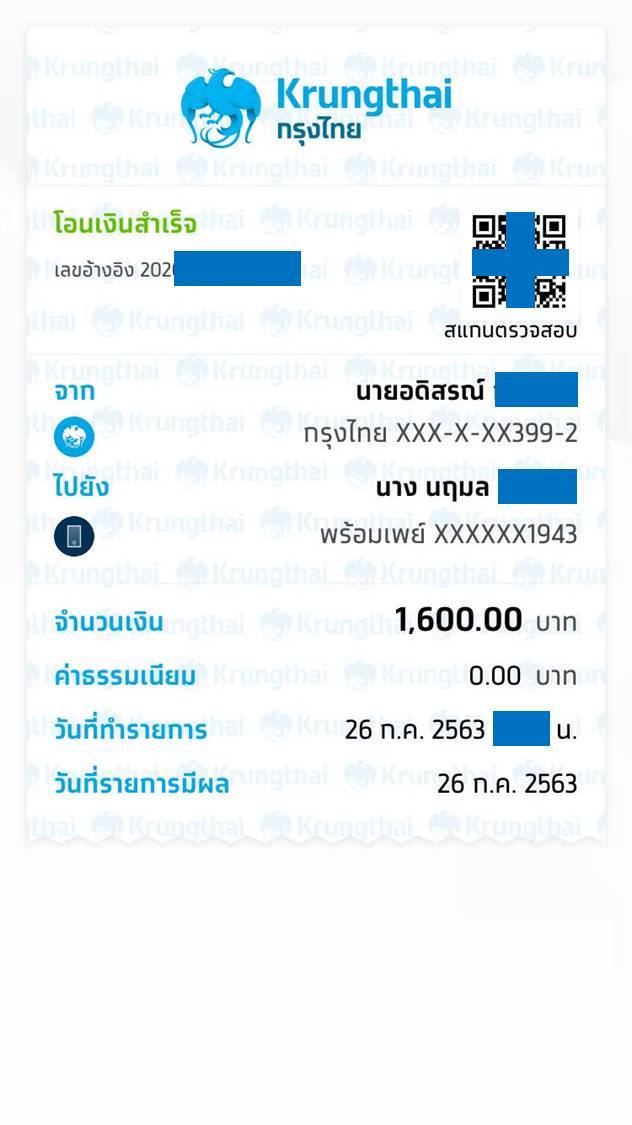 Krungthai
กรุงไทย
โอนเงินสำเร็จ
เลขอ้างอิง 202
สแกนตรวจสอบ
จาก
นายอดิสรณ์
กรุงไทย XXX-X-XX399-2
ไปยัง
นาง นฤมล
พร้อมเพย์ XXXXXX1943
จำนวนเงิน 1,600.00 บาท
ค่าธรรมเนียม 0.00 บาท
วันที่ทำรายการ 26 ก.ค. 2563 น.
วันที่รายการมีผล 26 ก.ค. 2563